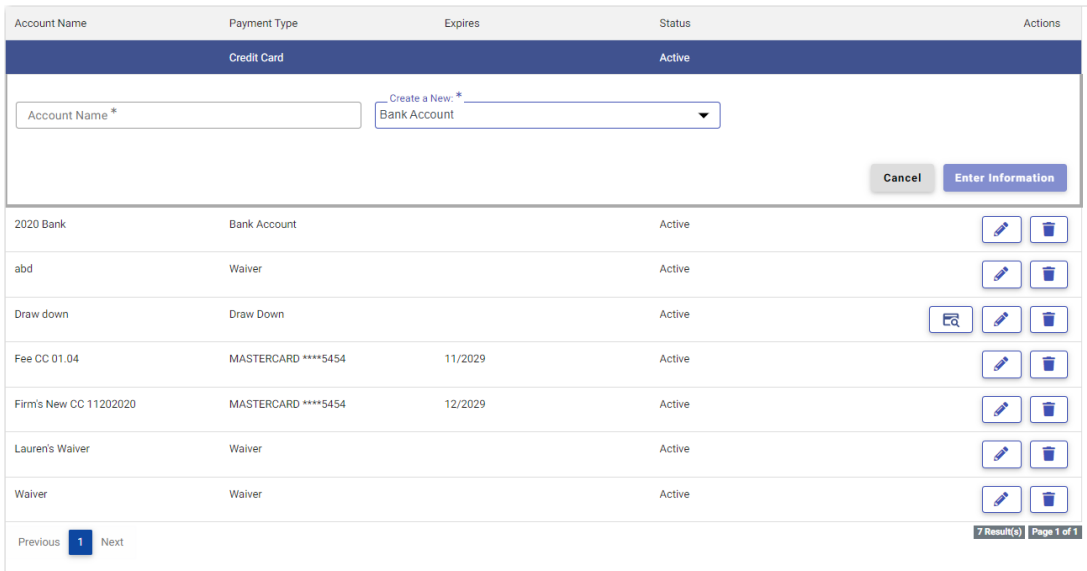 Account Name Payment Type Expires Status Actions
Credit Card Active
Create a New: *
Account Name * Bank Account
Cancel Enter Information
2020 Bank Bank Account Active
abd Waiver Active
Draw down Draw Down Active
Fee CC 01.04 MASTERCARD ****5454 11/2029 Active
Firm's New CC 11202020 MASTERCARD ****5454 12/2029 Active
Lauren's Waiver Waiver Active
Waiver Waiver Active
7 Result(s) Page 1 of 1
Previous 1 Next